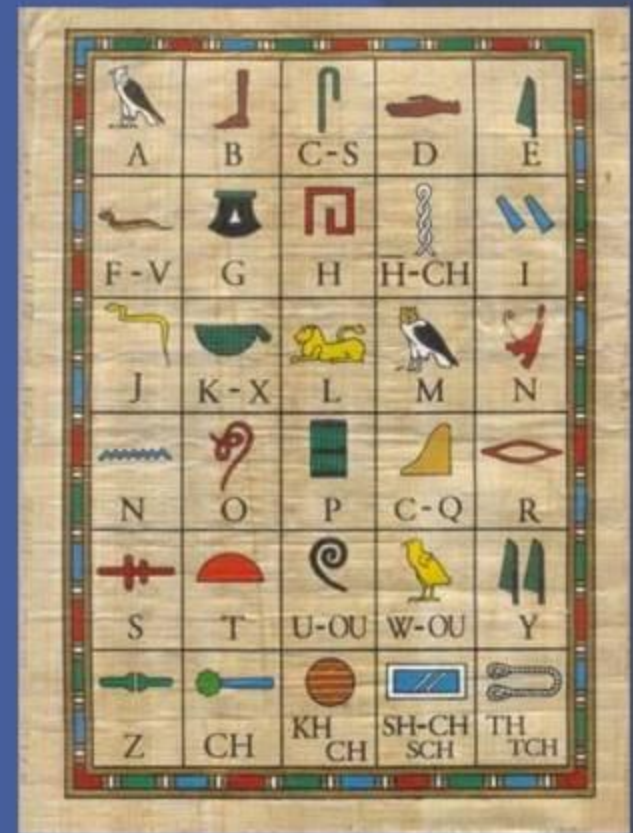 A B C-S D E
F-V G H H̅-CH I
J K-X L M N
N O P C-Q R
S T U-OU W-OU Y
Z CH KH CH SH-CH SCH TH TCH